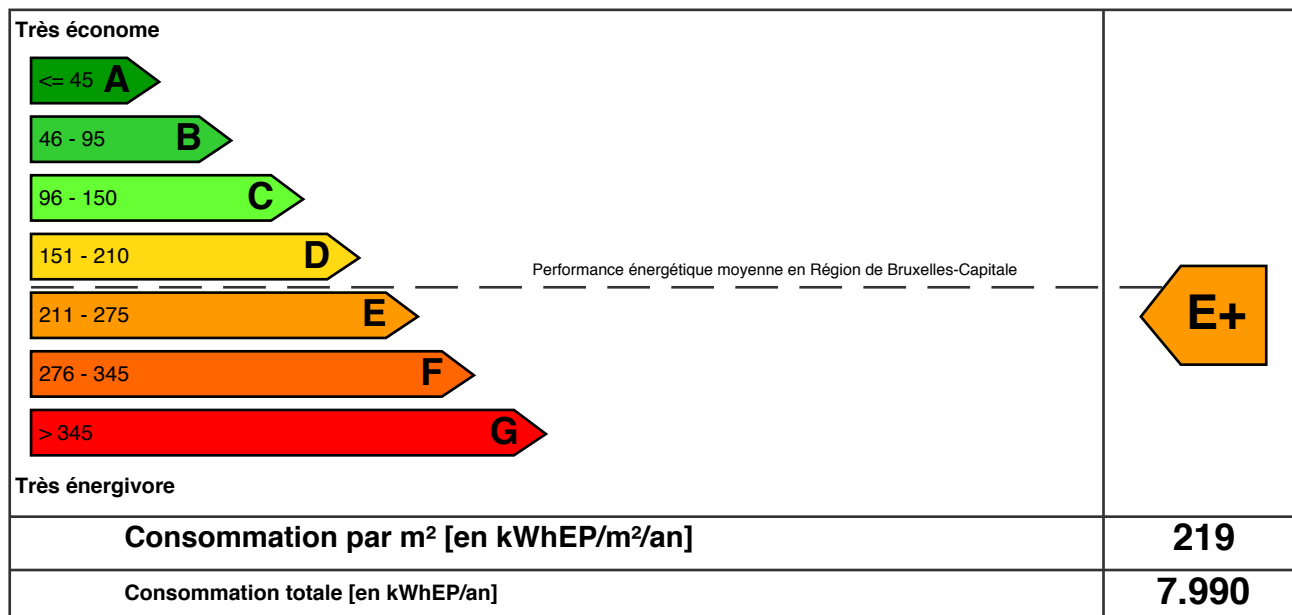 Très économe
<= 45 A
46 - 95 B
96 - 150 C
151 - 210 D
Performance énergétique moyenne en Région de Bruxelles-Capitale
211 - 275 E
E+
276 - 345 F
> 345 G
Très énergivore
Consommation par m² [en kWhEP/m²/an] 219
Consommation totale [en kWhEP/an] 7.990